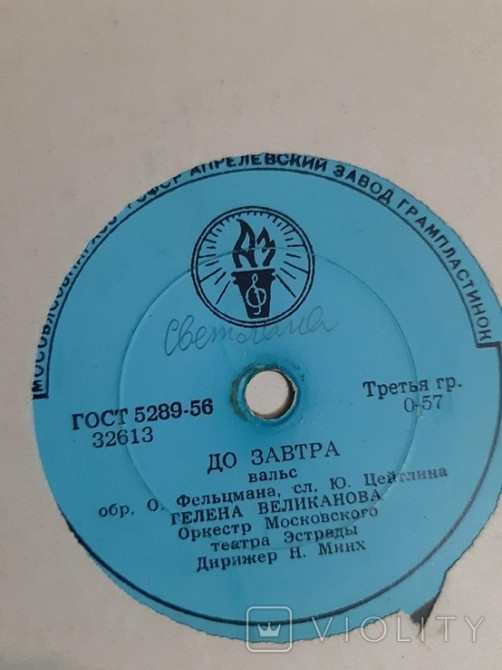 МОСОБЛСОВНАРХОЗ РСФСР АПРЕЛЕВСКИЙ ЗАВОД ГРАМПЛАСТИНОК
АЗ
Светлана
ГОСТ 5289-56
32613
Третья гр.
0-57
ДО ЗАВТРА
вальс
обр. О. Фельцмана, сл. Ю. Цейтлина
ГЕЛЕНА ВЕЛИКАНОВА
Оркестр Московского
театра Эстрады
Дирижер Н. Минх
VIOLITY